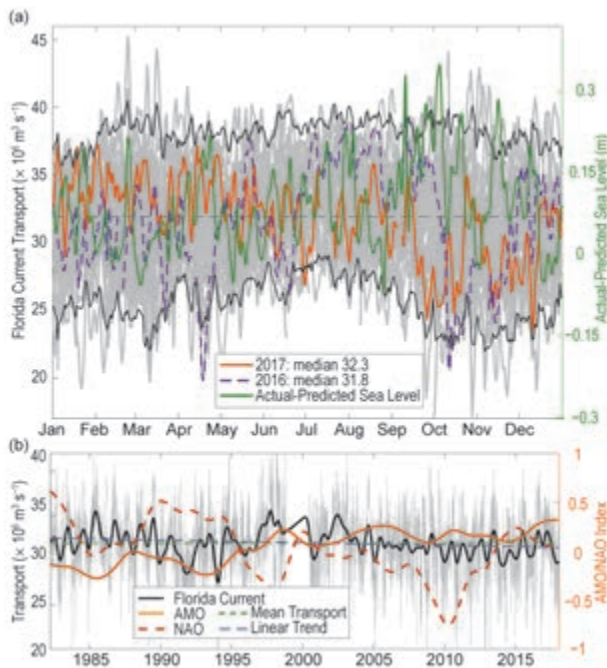 (a)
45
40
35
30
25
20
Florida Current Transport (× 10⁶ m³ s⁻¹)
0.3
0.15
0
-0.15
-0.3
Actual-Predicted Sea Level (m)
2017: median 32.3
2016: median 31.8
Actual-Predicted Sea Level
Jan Feb Mar Apr May Jun Jul Aug Sep Oct Nov Dec
(b)
40
35
30
25
20
Transport (× 10⁶ m³ s⁻¹)
1
0.5
0
-0.5
-1
AMO/NAO Index
Florida Current
AMO Mean Transport
NAO Linear Trend
1985 1990 1995 2000 2005 2010 2015